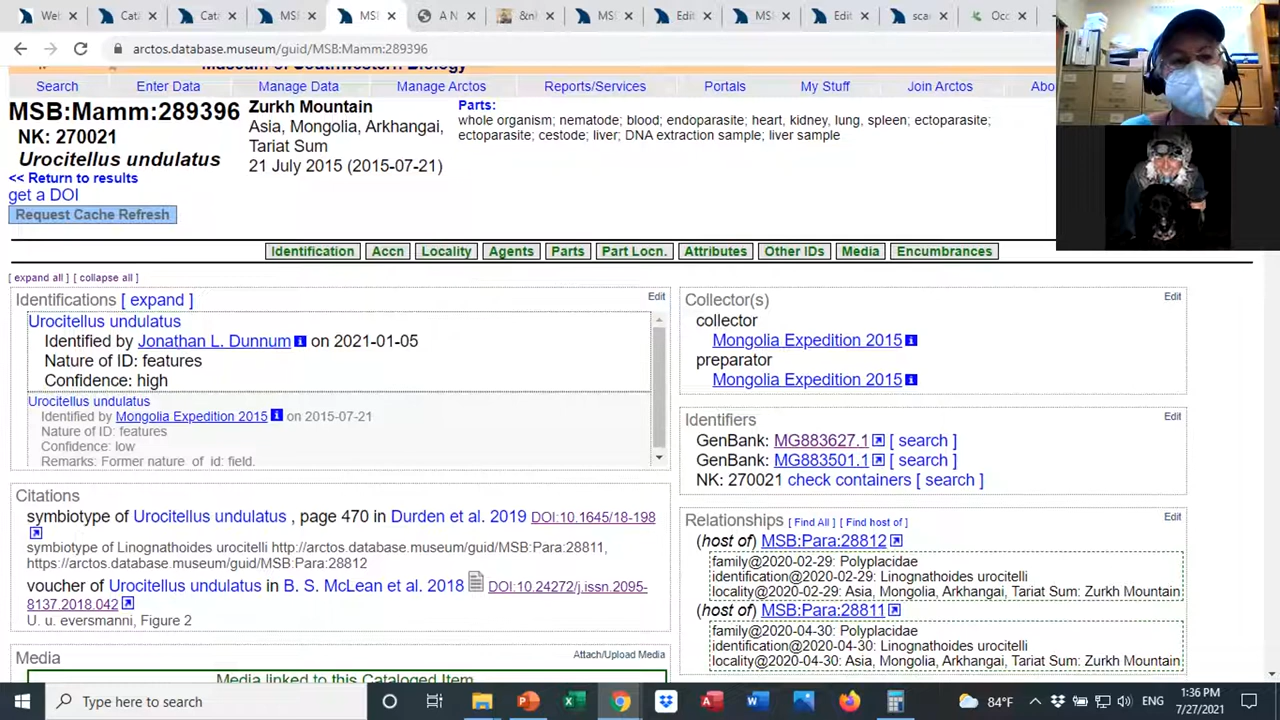 Cat
Cat
MSI
MSI
A N
MSI
Edit
MSI
Edit
arctos.database.museum/guid/MSB:Mamm:289396
Museum of Southwestern Biology
Search Enter Data Manage Data Manage Arctos Reports/Services Portals My Stuff Join Arctos Abo
MSB:Mamm:289396
NK: 270021
Urocitellus undulatus
<< Return to results
get a DOI
Request Cache Refresh
Zurkh Mountain
Asia, Mongolia, Arkhangai,
Tariat Sum
21 July 2015 (2015-07-21)
Parts:
whole organism; nematode; blood; endoparasite; heart, kidney, lung, spleen; ectoparasite;
ectoparasite; cestode; liver; DNA extraction sample; liver sample
Identification Accn Locality Agents Parts Part Locn. Attributes Other IDs Media Encumbrances
[ expand all ] [ collapse all ]
Identifications [ expand ] Edit
Urocitellus undulatus
Identified by Jonathan L. Dunnum i on 2021-01-05
Nature of ID: features
Confidence: high
Urocitellus undulatus
Identified by Mongolia Expedition 2015 i on 2015-07-21
Nature of ID: features
Confidence: low
Remarks: Former nature_of_id: field.
Citations
symbiotype of Urocitellus undulatus , page 470 in Durden et al. 2019 DOI:10.1645/18-198
symbiotype of Linognathoides urocitelli http://arctos.database.museum/guid/MSB:Para:28811,
https://arctos.database.museum/guid/MSB:Para:28812
voucher of Urocitellus undulatus in B. S. McLean et al. 2018 DOI:10.24272/j.issn.2095-
8137.2018.042
U. u. eversmanni, Figure 2
Media Attach/Upload Media
Media linked to this Cataloged Item
Collector(s) Edit
collector
Mongolia Expedition 2015 i
preparator
Mongolia Expedition 2015 i
Identifiers Edit
GenBank: MG883627.1 [ search ]
GenBank: MG883501.1 [ search ]
NK: 270021 check containers [ search ]
Relationships [ Find All ] [ Find host of ] Edit
(host of) MSB:Para:28812
family@2020-02-29: Polyplacidae
identification@2020-02-29: Linognathoides urocitelli
locality@2020-02-29: Asia, Mongolia, Arkhangai, Tariat Sum: Zurkh Mountain
(host of) MSB:Para:28811
family@2020-04-30: Polyplacidae
identification@2020-04-30: Linognathoides urocitelli
locality@2020-04-30: Asia, Mongolia, Arkhangai, Tariat Sum: Zurkh Mountain
Type here to search
84°F
ENG
1:36 PM
7/27/2021